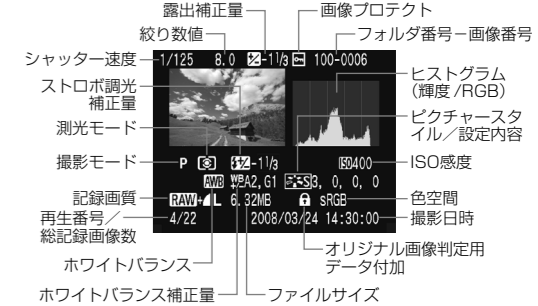 露出補正量
画像プロテクト
絞り数値
フォルダ番号－画像番号
シャッター速度
1/125 8.0 -1 1/3 100-0006
ストロボ調光
補正量
ヒストグラム
（輝度/RGB）
測光モード
ピクチャースタ
イル／設定内容
撮影モード
P -1 1/3 ISO400
ISO感度
AWB WB A2,G1 S3, 0, 0, 0
記録画質
RAW+ L 6.32MB sRGB
色空間
再生番号／
総記録画像数
4/22 2008/03/24 14:30:00
撮影日時
ホワイトバランス
オリジナル画像判定用
データ付加
ホワイトバランス補正量
ファイルサイズ